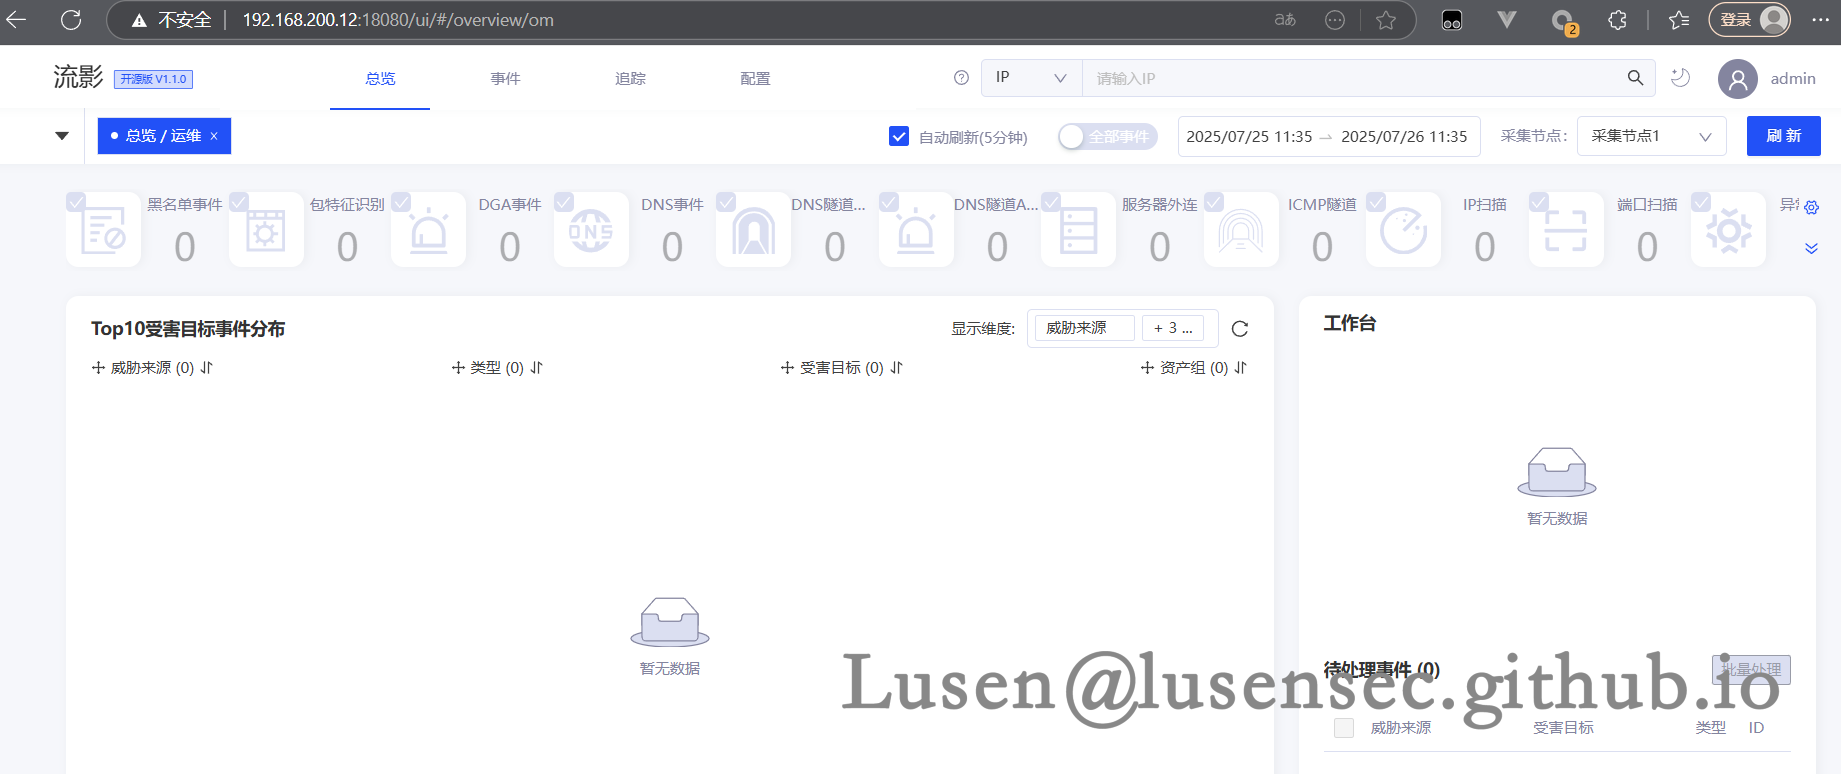 不安全 192.168.200.12:18080/ui/#/overview/om 2 登录
流影 开源版 V1.1.0 总览 事件 追踪 配置 IP 请输入IP admin
总览 / 运维 × 自动刷新(5分钟) 全部事件 2025/07/25 11:35 → 2025/07/26 11:35 采集节点: 采集节点1 刷 新
黑名单事件 包特征识别 DGA事件 DNS事件 DNS隧道... DNS隧道A... 服务器外连 ICMP隧道 IP扫描 端口扫描
DNS
0 0 0 0 0 0 0 0 0 0
Top10受害目标事件分布 显示维度: 威胁来源 + 3 ...
威胁来源 (0) 类型 (0) 受害目标 (0) 资产组 (0)
暂无数据
工作台
暂无数据
待处理事件 (0) 批量处理
威胁来源 受害目标 类型 ID
Lusen@lusensec.github.io